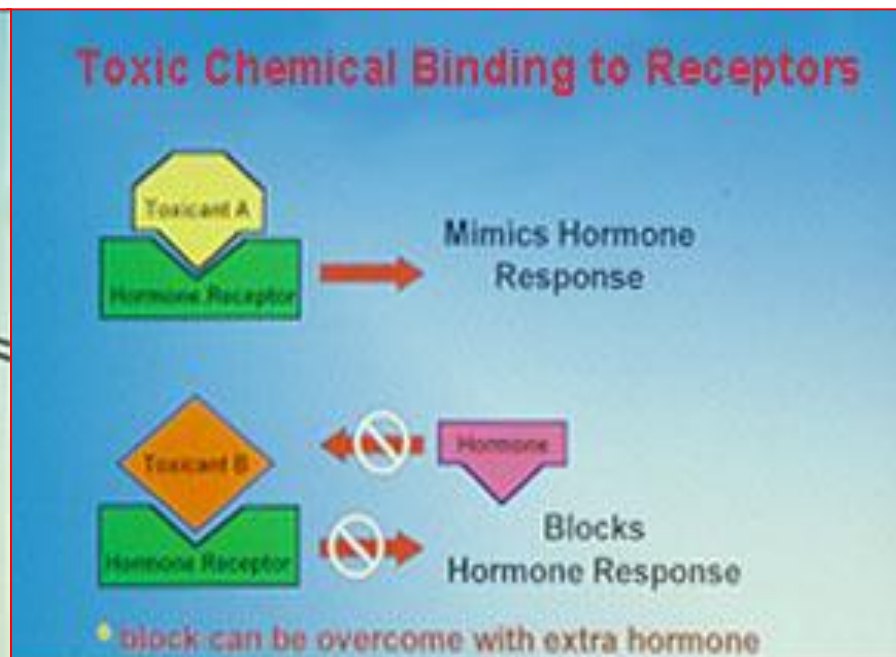 Toxic Chemical Binding to Receptors
Toxicant A
Hormone Receptor
Mimics Hormone
Response
Toxicant B
Hormone Receptor
Hormone
Blocks
Hormone Response
block can be overcome with extra hormone